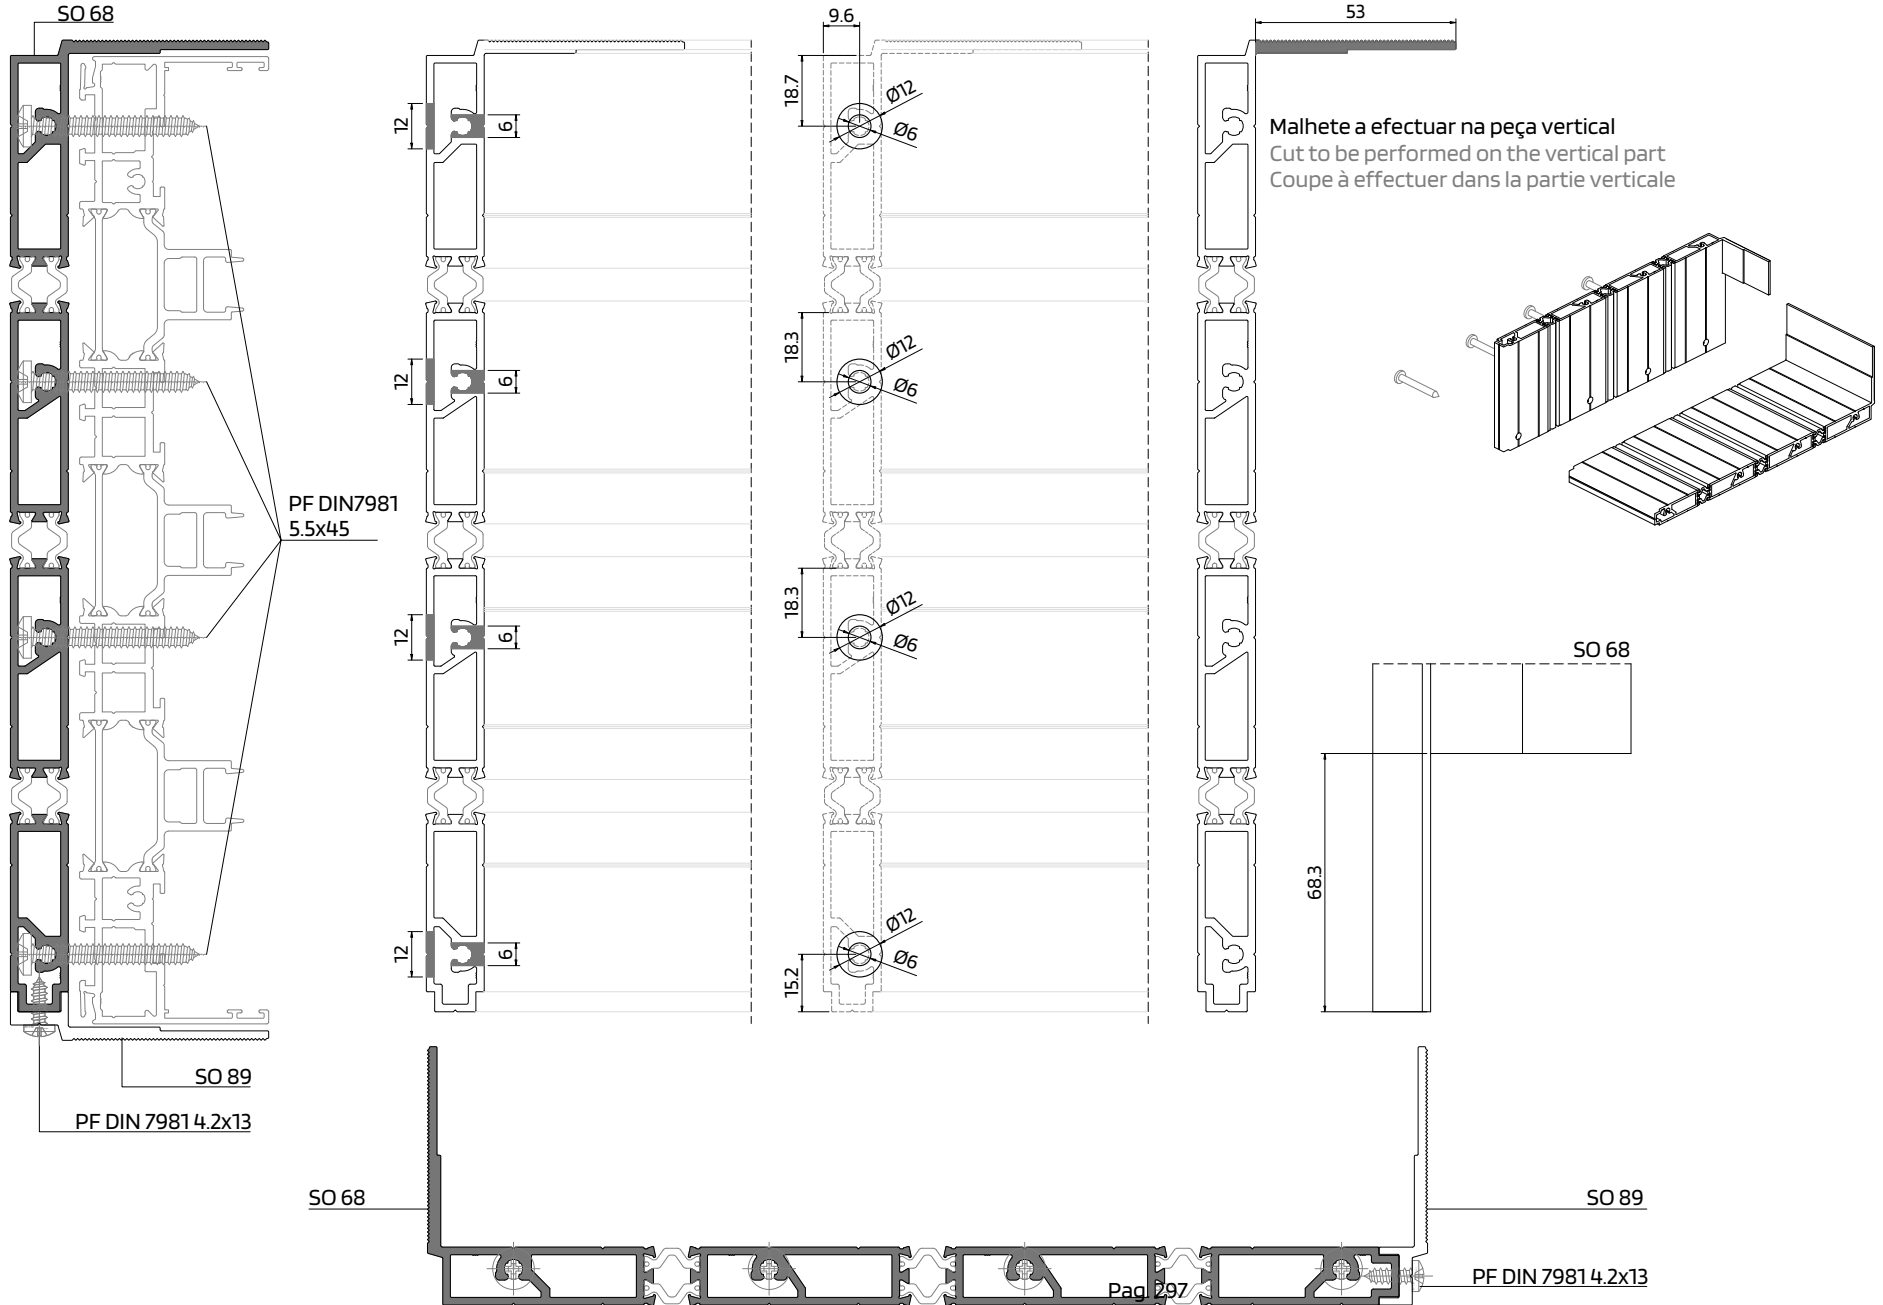 SO 68
9.6
53
18.7
Ø12
Ø6
12
6
Malhete a efectuar na peça vertical
Cut to be performed on the vertical part
Coupe à effectuer dans la partie verticale
18.3
Ø12
Ø6
12
6
PF DIN7981
5.5x45
18.3
Ø12
Ø6
12
6
SO 68
68.3
Ø12
Ø6
12
6
15.2
SO 89
PF DIN 7981 4.2x13
SO 68
SO 89
PF DIN 7981 4.2x13
Pag. 297